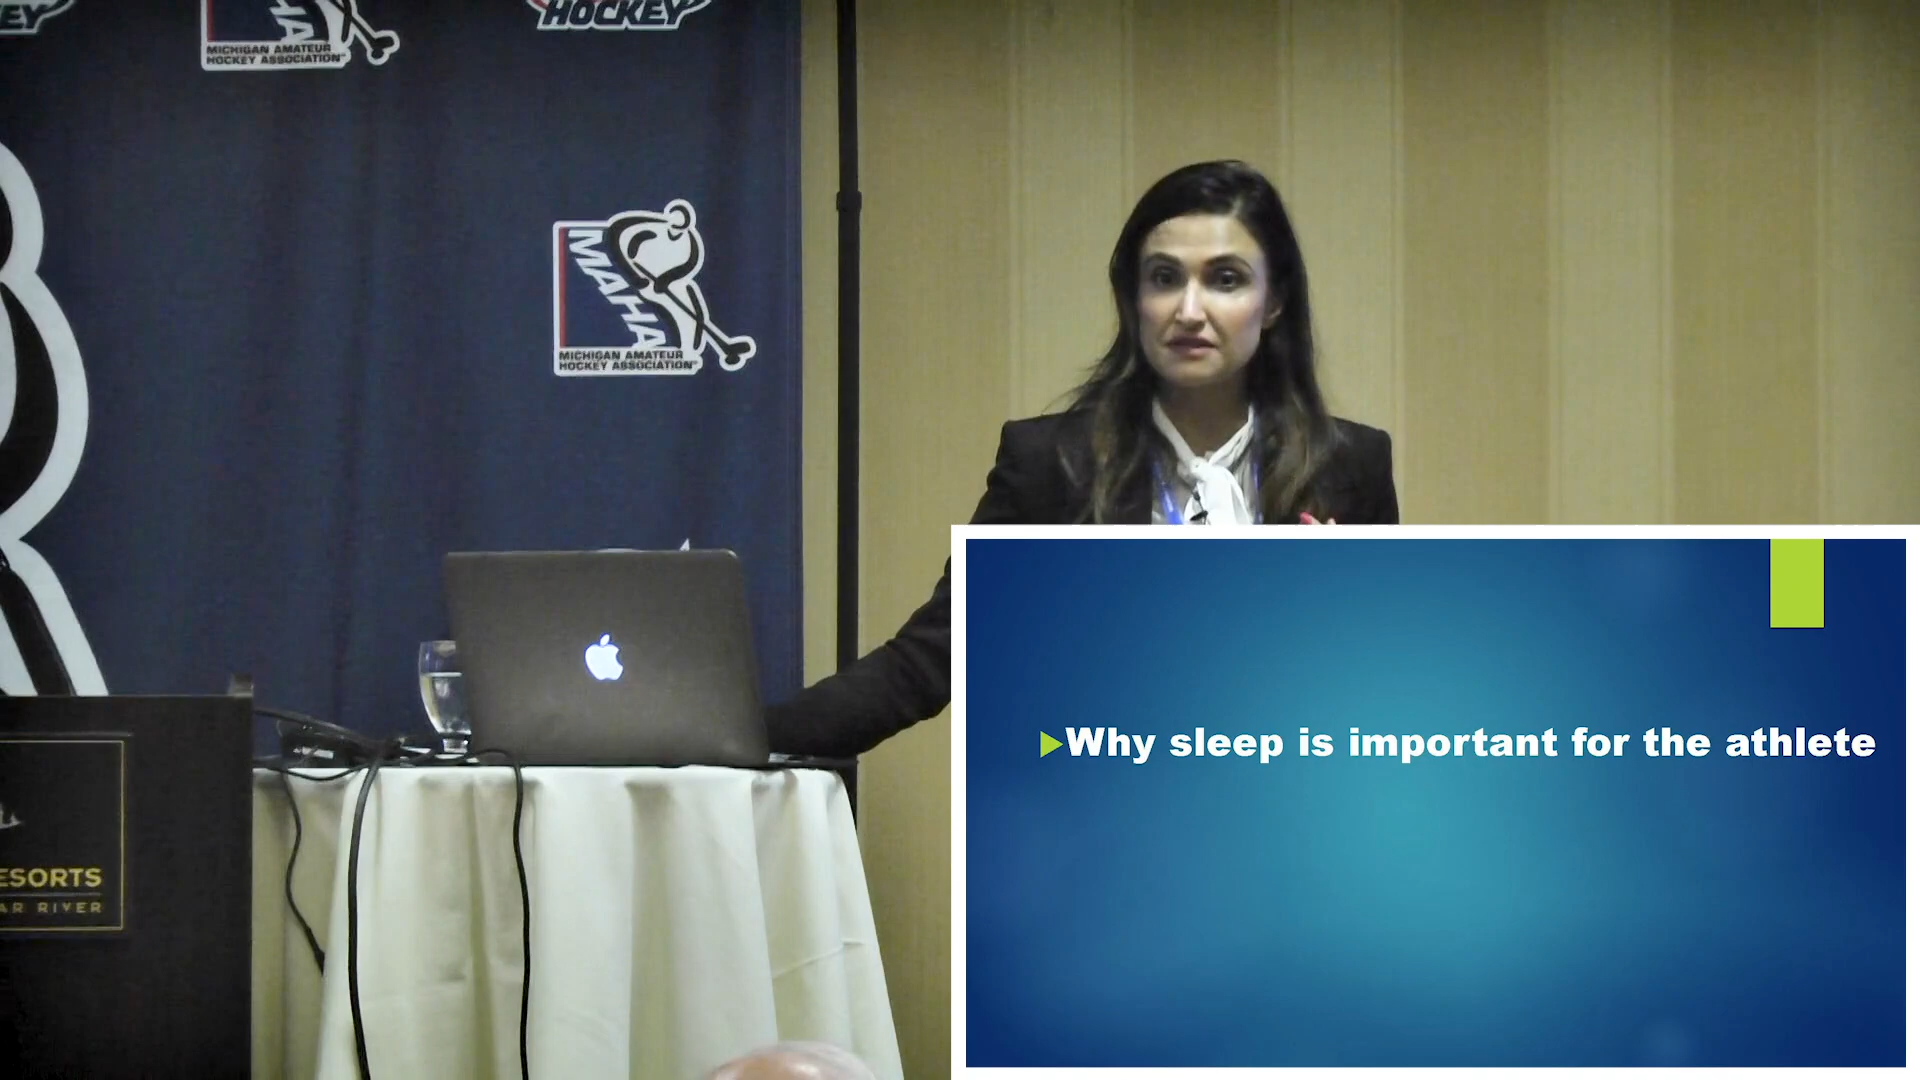 EY
MICHIGAN AMATEUR
HOCKEY ASSOCIATION
HOCKEY
MAHA
MICHIGAN AMATEUR
HOCKEY ASSOCIATION
Why sleep is important for the athlete
ESORTS
AR RIVER